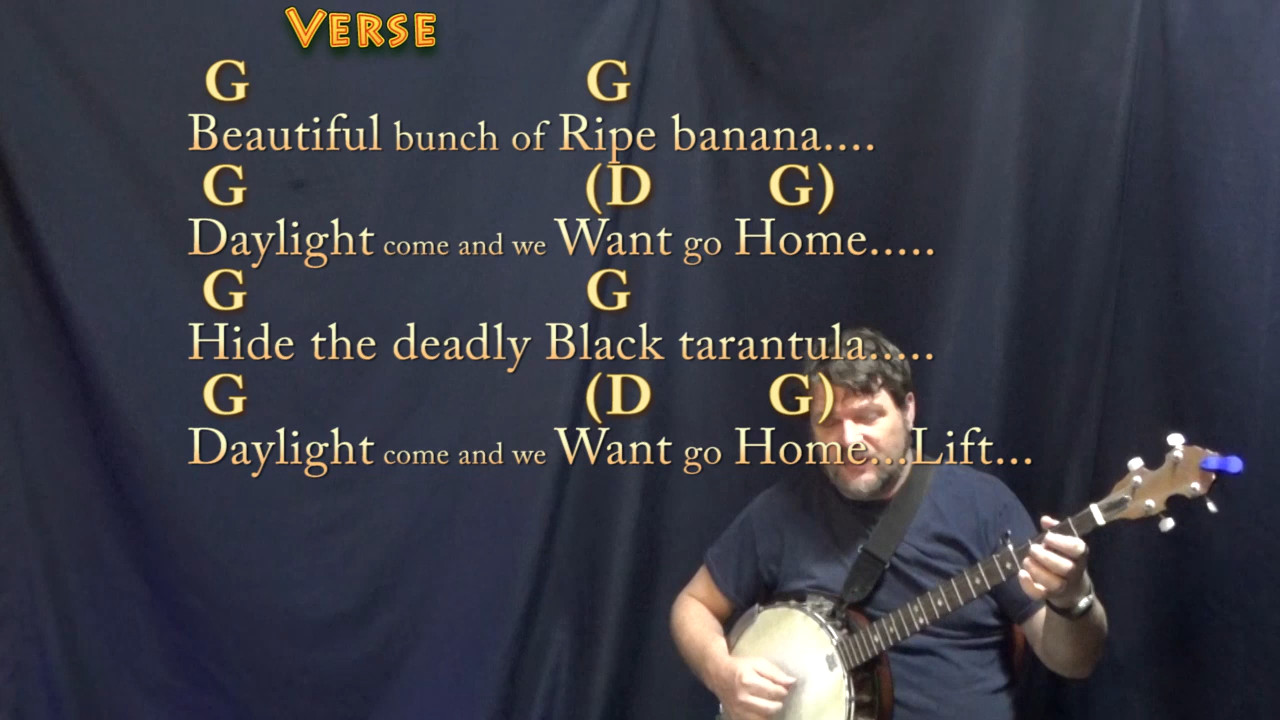 VERSE
G G
Beautiful bunch of Ripe banana....
G (D G)
Daylight come and we Want go Home.....
G G
Hide the deadly Black tarantula.....
G (D G)
Daylight come and we Want go Home...Lift...